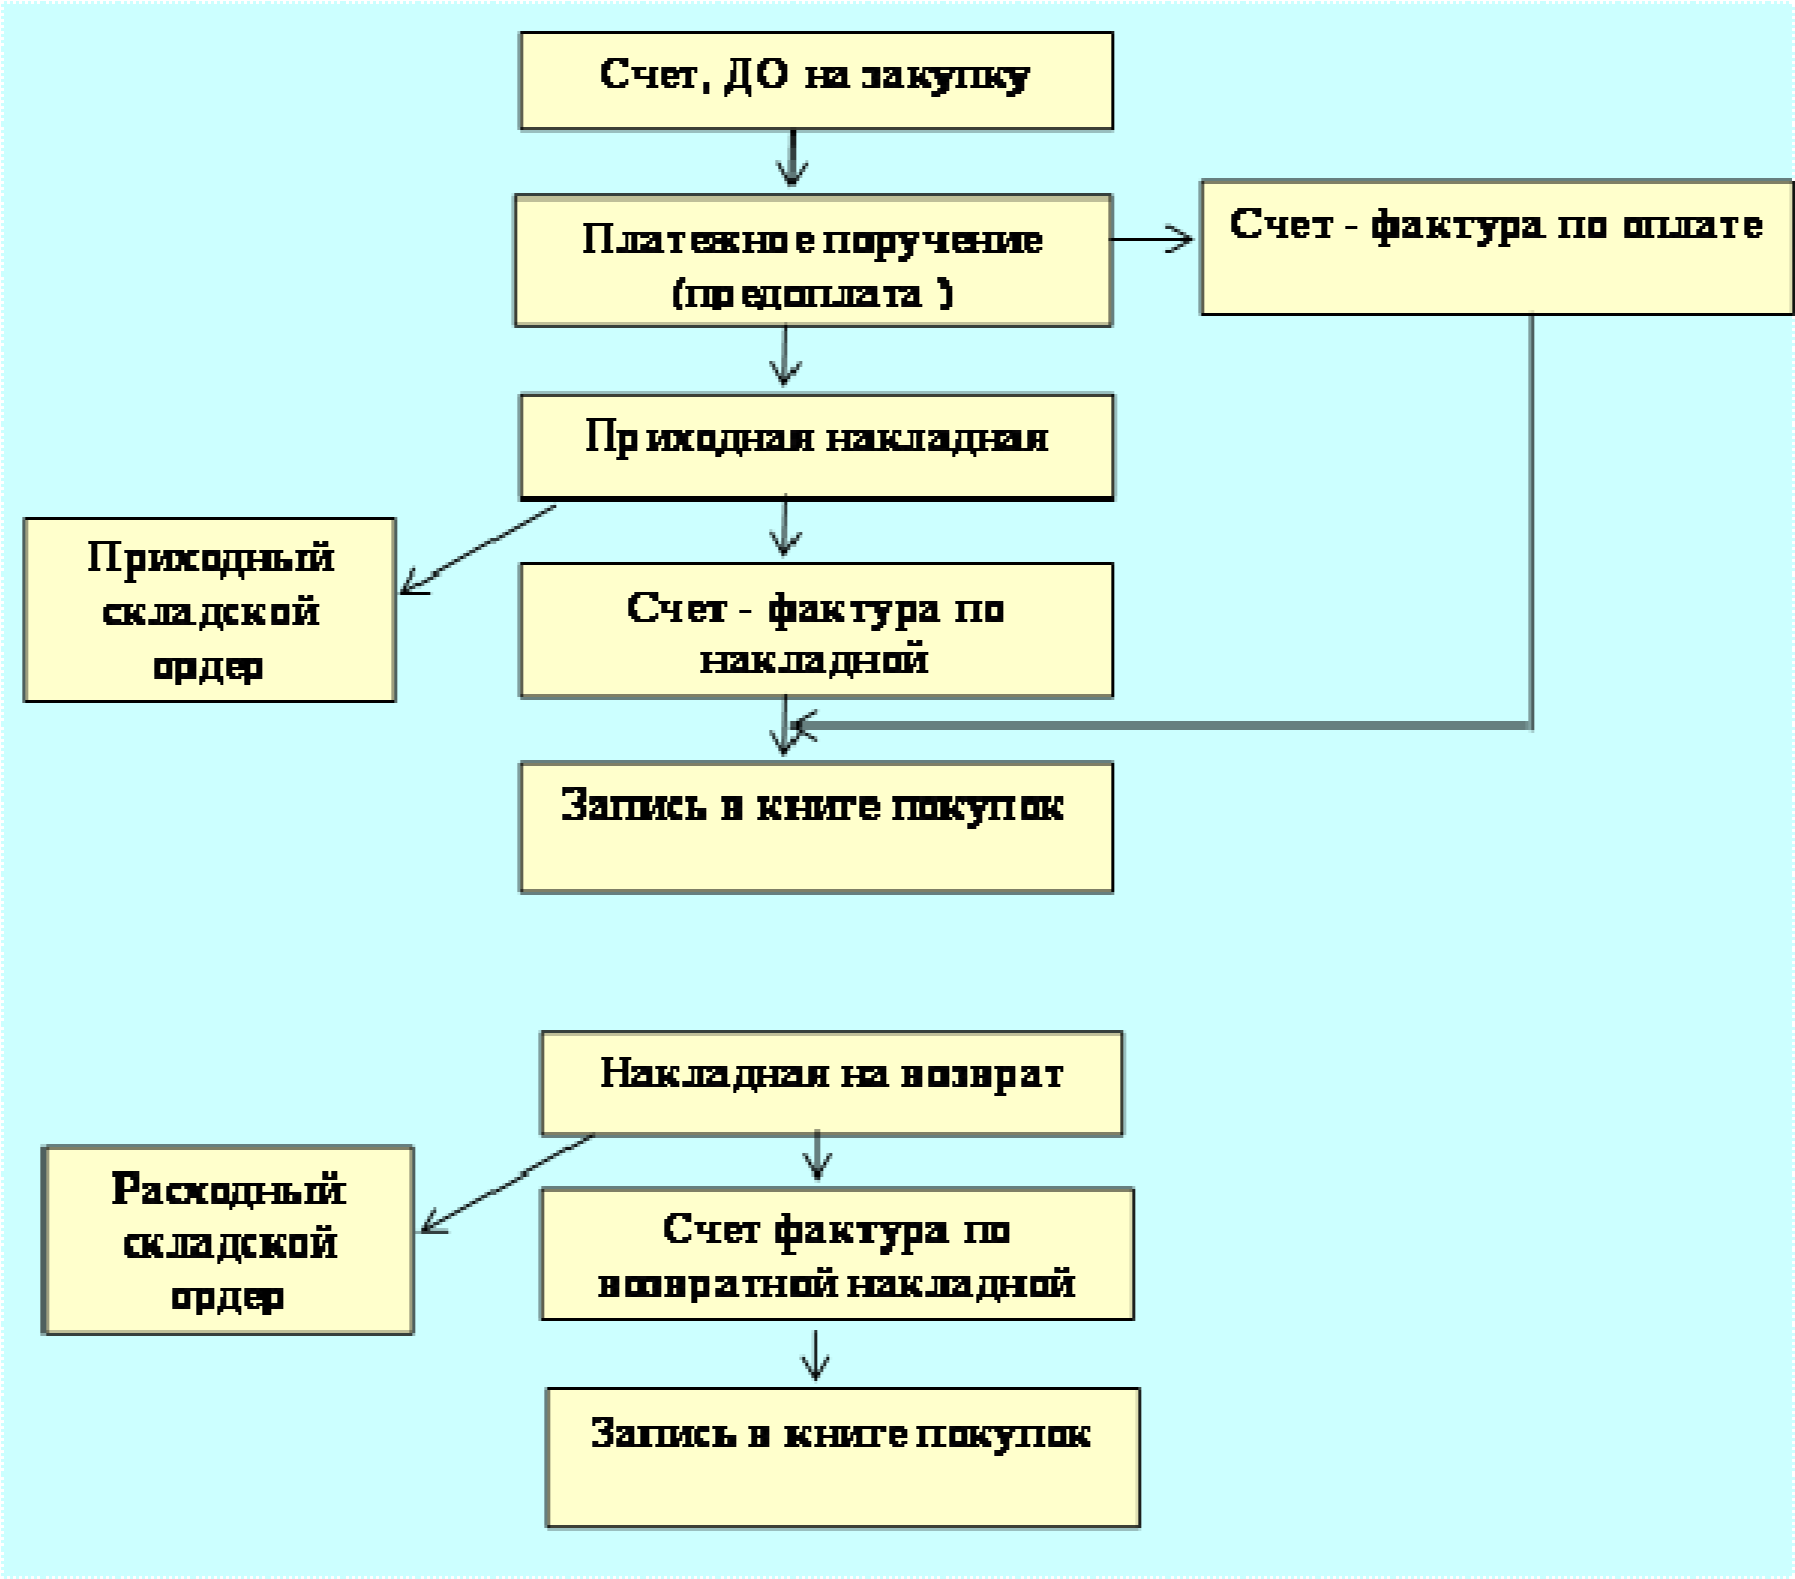 Счет, ДО на закупку
Платежное поручение
(предоплата )
Счет - фактура по оплате
Приходная накладная
Приходный
складской
ордер
Счет - фактура по
накладной
Запись в книге покупок
Накладная на возврат
Расходный
складской
ордер
Счет фактура по
возвратной накладной
Запись в книге покупок